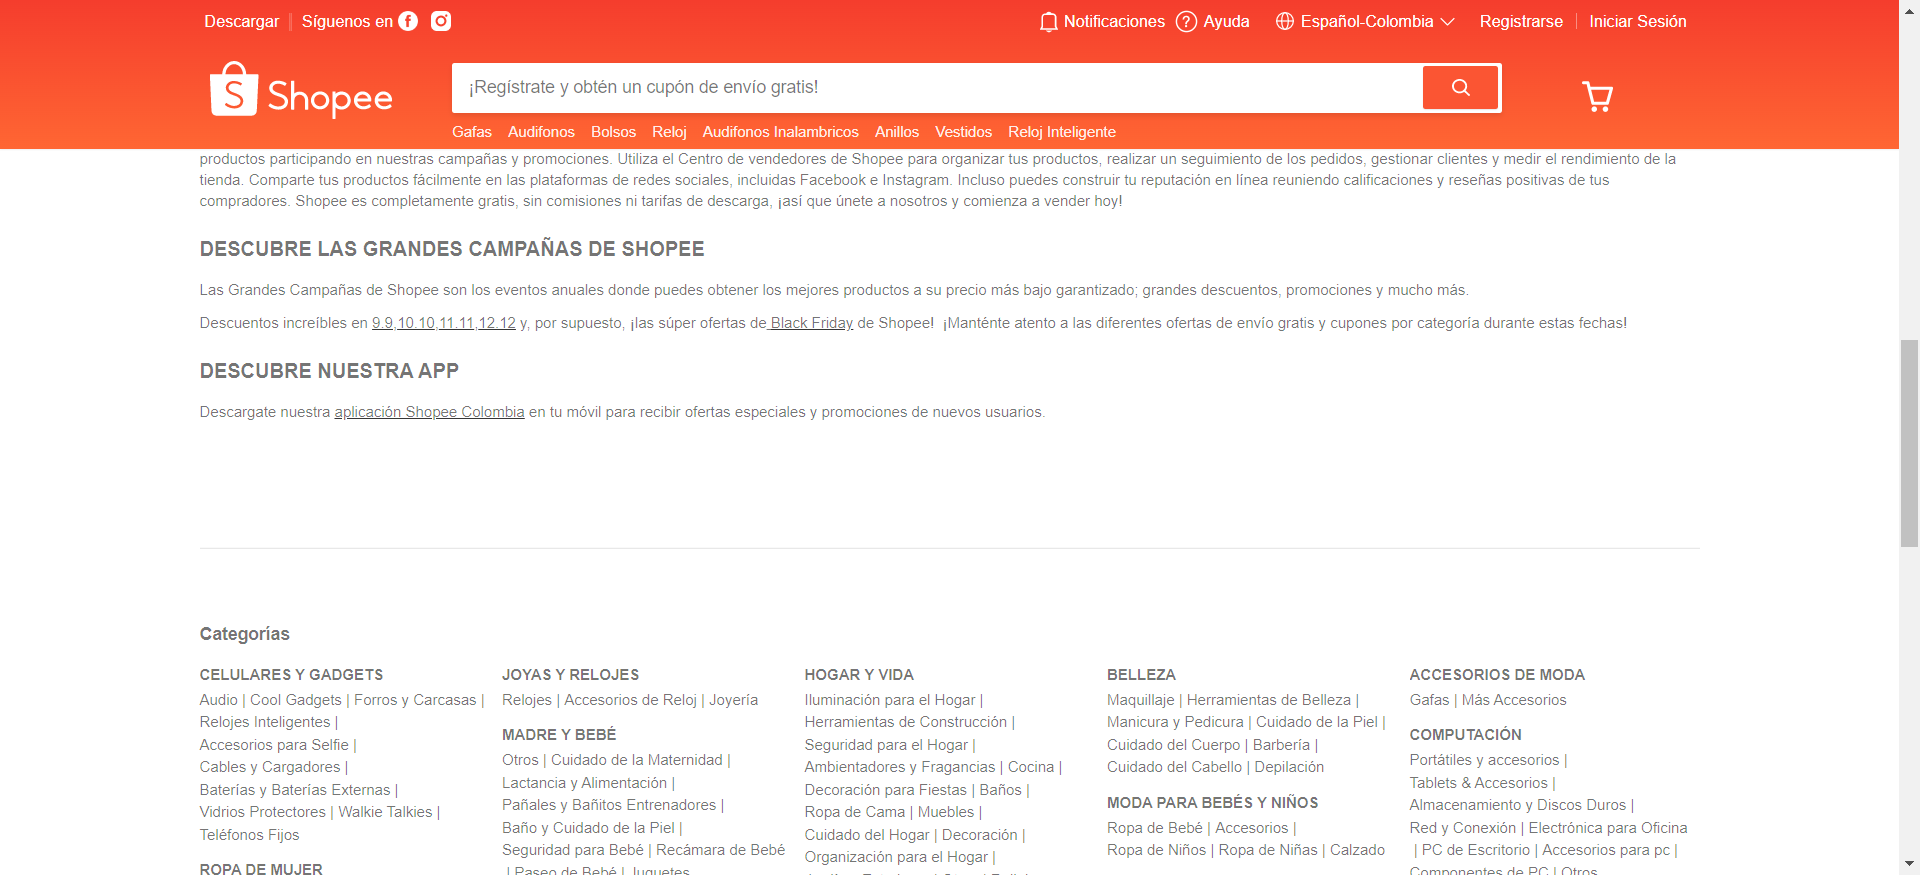 Descargar
Síguenos en
Notificaciones
Ayuda
Español-Colombia
Registrarse
Iniciar Sesión
Shopee
¡Regístrate y obtén un cupón de envío gratis!
Gafas Audifonos Bolsos Reloj Audifonos Inalambricos Anillos Vestidos Reloj Inteligente
productos participando en nuestras campañas y promociones. Utiliza el Centro de vendedores de Shopee para organizar tus productos, realizar un seguimiento de los pedidos, gestionar clientes y medir el rendimiento de la
tienda. Comparte tus productos fácilmente en las plataformas de redes sociales, incluidas Facebook e Instagram. Incluso puedes construir tu reputación en línea reuniendo calificaciones y reseñas positivas de tus
compradores. Shopee es completamente gratis, sin comisiones ni tarifas de descarga, ¡así que únete a nosotros y comienza a vender hoy!
DESCUBRE LAS GRANDES CAMPAÑAS DE SHOPEE
Las Grandes Campañas de Shopee son los eventos anuales donde puedes obtener los mejores productos a su precio más bajo garantizado; grandes descuentos, promociones y mucho más.
Descuentos increíbles en 9.9,10.10,11.11,12.12 y, por supuesto, ¡las súper ofertas de Black Friday de Shopee! ¡Manténte atento a las diferentes ofertas de envío gratis y cupones por categoría durante estas fechas!
DESCUBRE NUESTRA APP
Descargate nuestra aplicación Shopee Colombia en tu móvil para recibir ofertas especiales y promociones de nuevos usuarios.
Categorías
CELULARES Y GADGETS
Audio | Cool Gadgets | Forros y Carcasas |
Relojes Inteligentes |
Accesorios para Selfie |
Cables y Cargadores |
Baterías y Baterías Externas |
Vidrios Protectores | Walkie Talkies |
Teléfonos Fijos
ROPA DE MUJER
JOYAS Y RELOJES
Relojes | Accesorios de Reloj | Joyería
MADRE Y BEBÉ
Otros | Cuidado de la Maternidad |
Lactancia y Alimentación |
Pañales y Bañitos Entrenadores |
Baño y Cuidado de la Piel |
Seguridad para Bebé | Recámara de Bebé
| Paseo de Bebé | Juguetes
HOGAR Y VIDA
Iluminación para el Hogar |
Herramientas de Construcción |
Seguridad para el Hogar |
Ambientadores y Fragancias | Cocina |
Decoración para Fiestas | Baños |
Ropa de Cama | Muebles |
Cuidado del Hogar | Decoración |
Organización para el Hogar |
BELLEZA
Maquillaje | Herramientas de Belleza |
Manicura y Pedicura | Cuidado de la Piel |
Cuidado del Cuerpo | Barbería |
Cuidado del Cabello | Depilación
MODA PARA BEBÉS Y NIÑOS
Ropa de Bebé | Accesorios |
Ropa de Niños | Ropa de Niñas | Calzado
ACCESORIOS DE MODA
Gafas | Más Accesorios
COMPUTACIÓN
Portátiles y accesorios |
Tablets & Accesorios |
Almacenamiento y Discos Duros |
Red y Conexión | Electrónica para Oficina
| PC de Escritorio | Accesorios para pc |
Componentes de PC | Otros